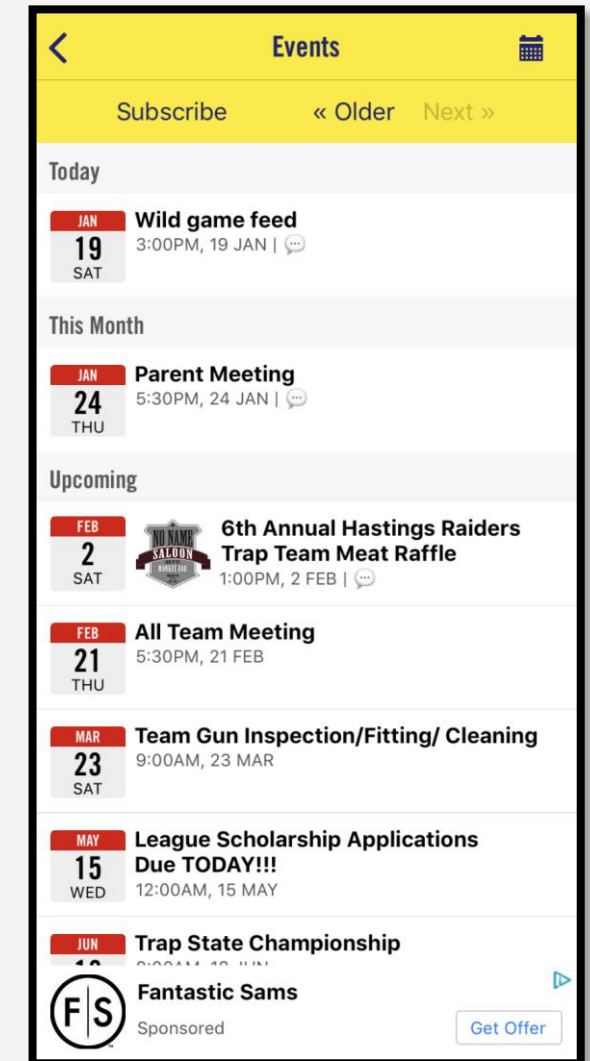 Events
Subscribe « Older Next »
Today
JAN
19
SAT
Wild game feed
3:00PM, 19 JAN |
This Month
JAN
24
THU
Parent Meeting
5:30PM, 24 JAN |
Upcoming
FEB
2
SAT
NO NAME
SALOON
6th Annual Hastings Raiders
Trap Team Meat Raffle
1:00PM, 2 FEB |
FEB
21
THU
All Team Meeting
5:30PM, 21 FEB
MAR
23
SAT
Team Gun Inspection/Fitting/ Cleaning
9:00AM, 23 MAR
MAY
15
WED
League Scholarship Applications
Due TODAY!!!
12:00AM, 15 MAY
JUN
Trap State Championship
F|S
Fantastic Sams
Sponsored
Get Offer